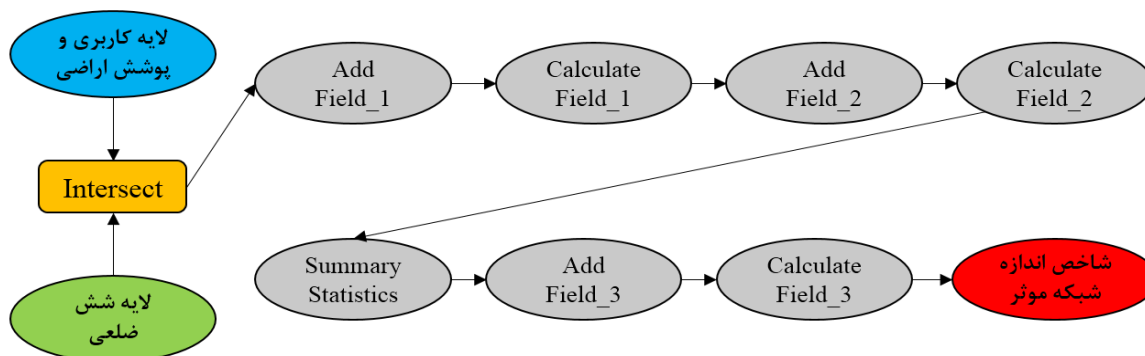 لایه کاربری و
پوشش اراضی
Intersect
لایه شش
ضلعی
Add
Field_1
Calculate
Field_1
Add
Field_2
Calculate
Field_2
Summary
Statistics
Add
Field_3
Calculate
Field_3
شاخص اندازه
شبکه موثر